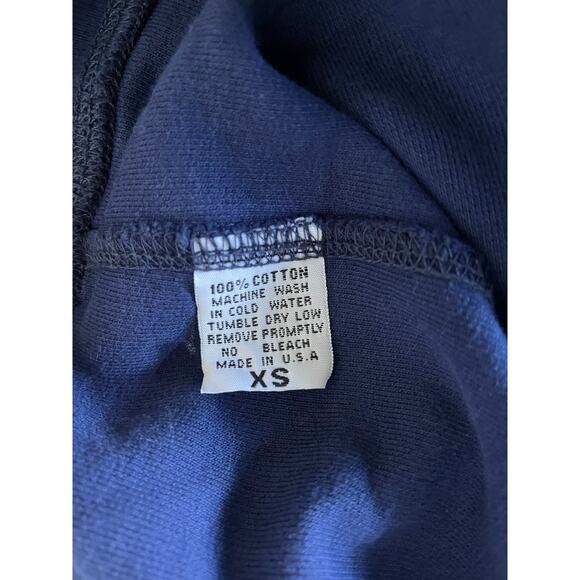 100% COTTON
MACHINE WASH
IN COLD WATER
TUMBLE DRY LOW
REMOVE PROMPTLY
NO BLEACH
MADE IN U.S.A
XS